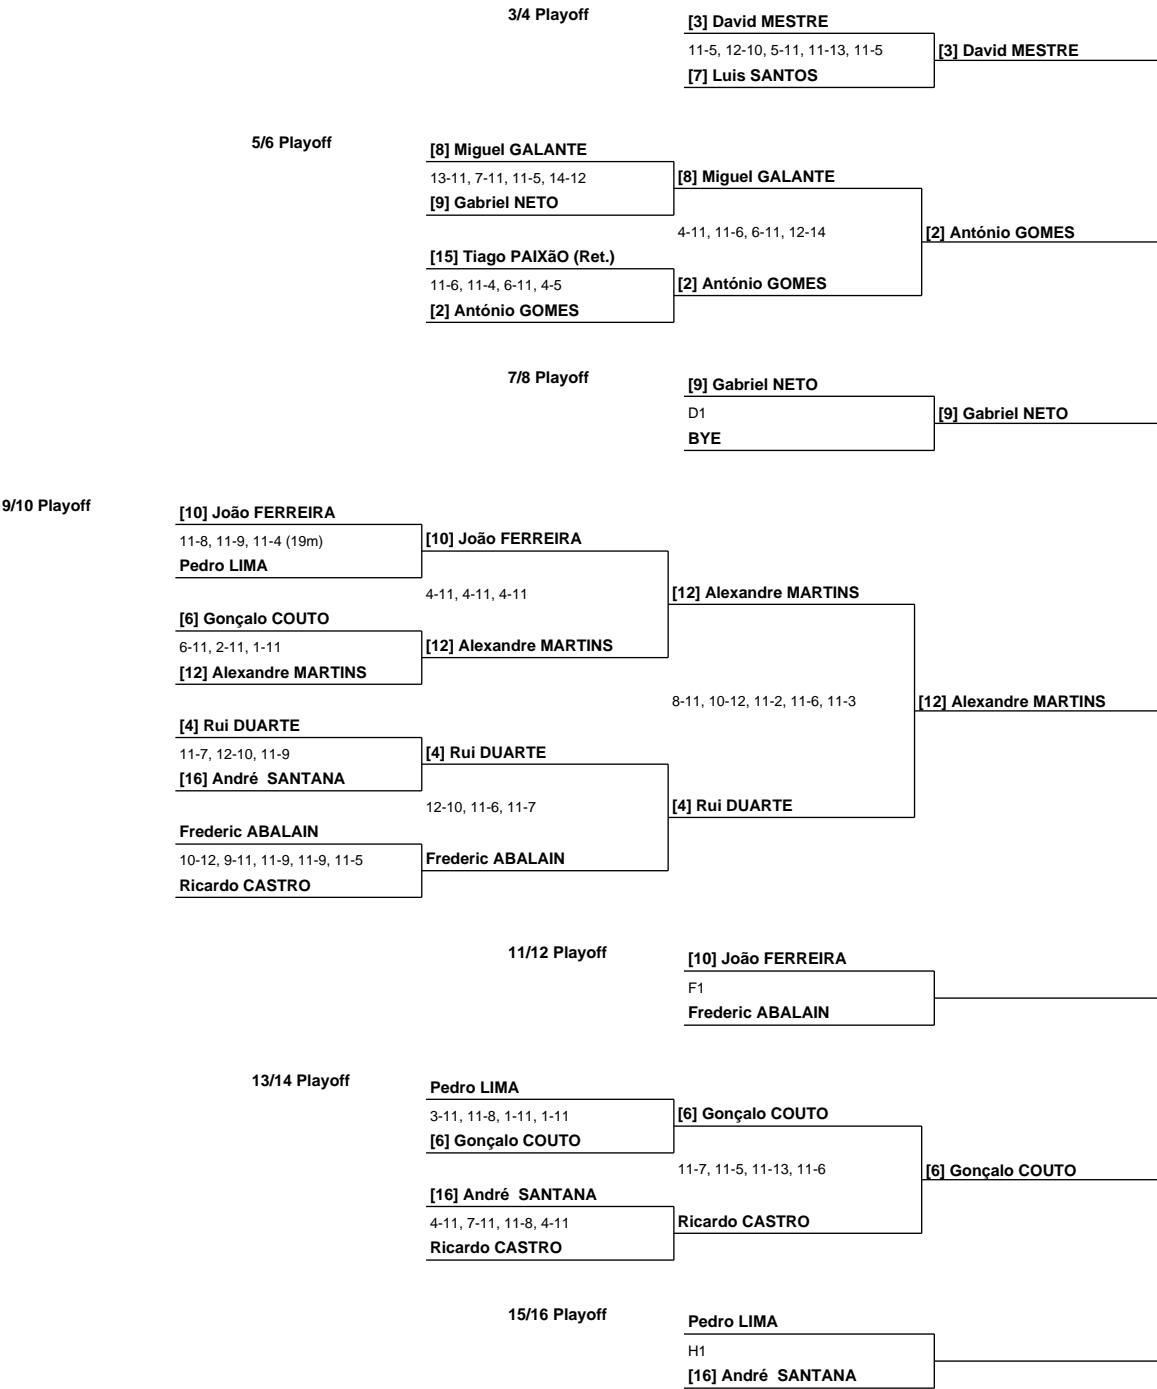 3/4 Playoff
[3] David MESTRE
11-5, 12-10, 5-11, 11-13, 11-5
[3] David MESTRE
[7] Luis SANTOS
5/6 Playoff
[8] Miguel GALANTE
13-11, 7-11, 11-5, 14-12
[8] Miguel GALANTE
[9] Gabriel NETO
4-11, 11-6, 6-11, 12-14
[2] António GOMES
[15] Tiago PAIXãO (Ret.)
11-6, 11-4, 6-11, 4-5
[2] António GOMES
[2] António GOMES
7/8 Playoff
[9] Gabriel NETO
D1
[9] Gabriel NETO
BYE
9/10 Playoff
[10] João FERREIRA
11-8, 11-9, 11-4 (19m)
[10] João FERREIRA
Pedro LIMA
4-11, 4-11, 4-11
[12] Alexandre MARTINS
[6] Gonçalo COUTO
6-11, 2-11, 1-11
[12] Alexandre MARTINS
[12] Alexandre MARTINS
8-11, 10-12, 11-2, 11-6, 11-3
[12] Alexandre MARTINS
[4] Rui DUARTE
11-7, 12-10, 11-9
[4] Rui DUARTE
[16] André  SANTANA
12-10, 11-6, 11-7
[4] Rui DUARTE
Frederic ABALAIN
10-12, 9-11, 11-9, 11-9, 11-5
Frederic ABALAIN
Ricardo CASTRO
11/12 Playoff
[10] João FERREIRA
F1
Frederic ABALAIN
13/14 Playoff
Pedro LIMA
3-11, 11-8, 1-11, 1-11
[6] Gonçalo COUTO
[6] Gonçalo COUTO
11-7, 11-5, 11-13, 11-6
[6] Gonçalo COUTO
[16] André  SANTANA
4-11, 7-11, 11-8, 4-11
Ricardo CASTRO
Ricardo CASTRO
15/16 Playoff
Pedro LIMA
H1
[16] André  SANTANA